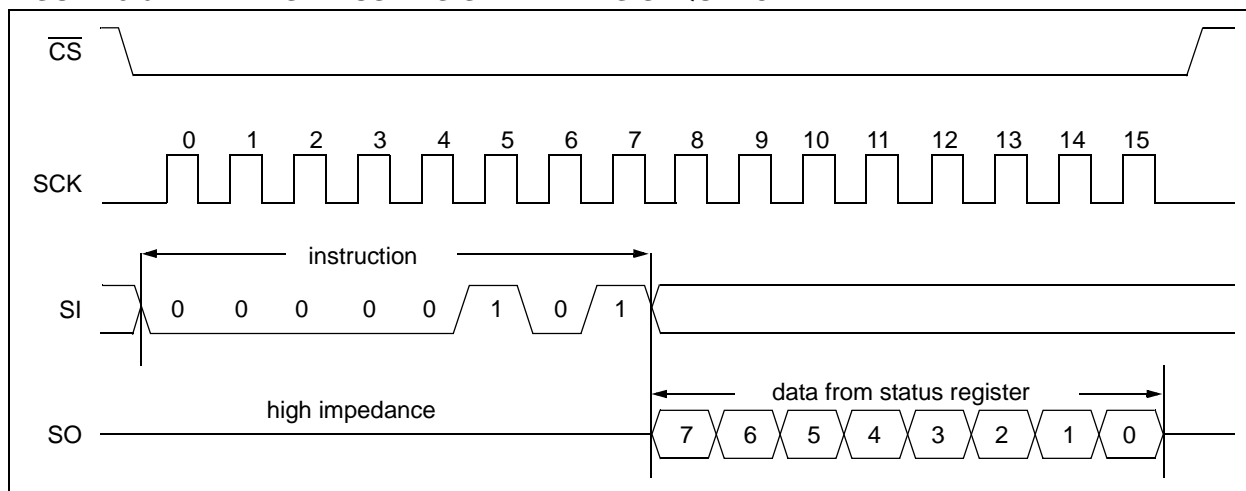 CS
0 1 2 3 4 5 6 7 8 9 10 11 12 13 14 15
SCK
instruction
SI 0 0 0 0 0 1 0 1
data from status register
high impedance
SO 7 6 5 4 3 2 1 0